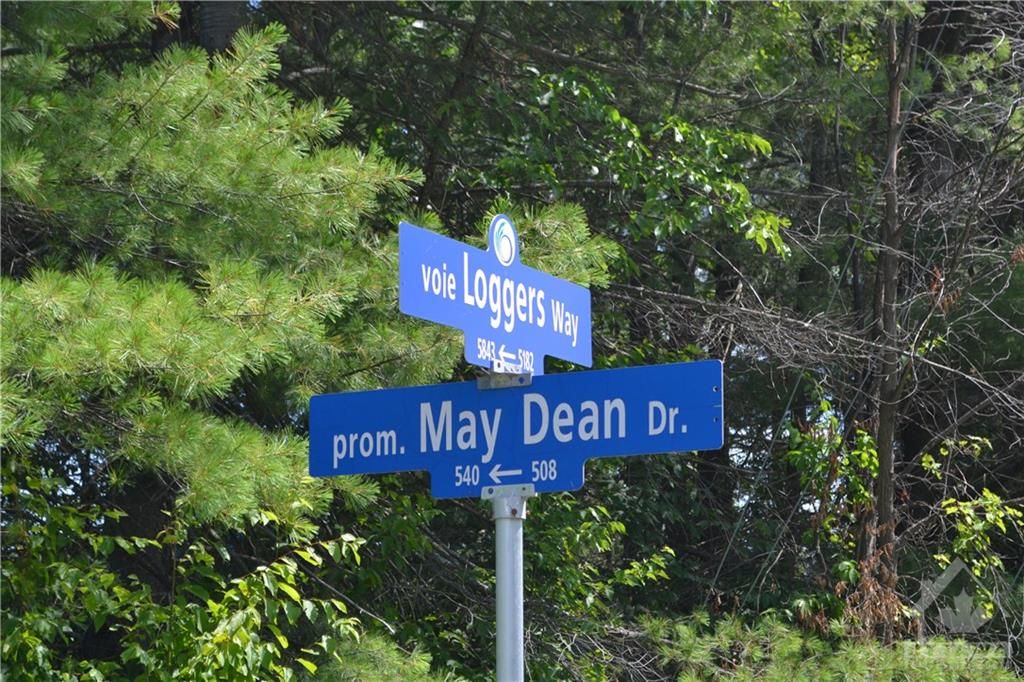 voie Loggers Way
5843 ← 5182
prom. May Dean Dr.
540 ← 508